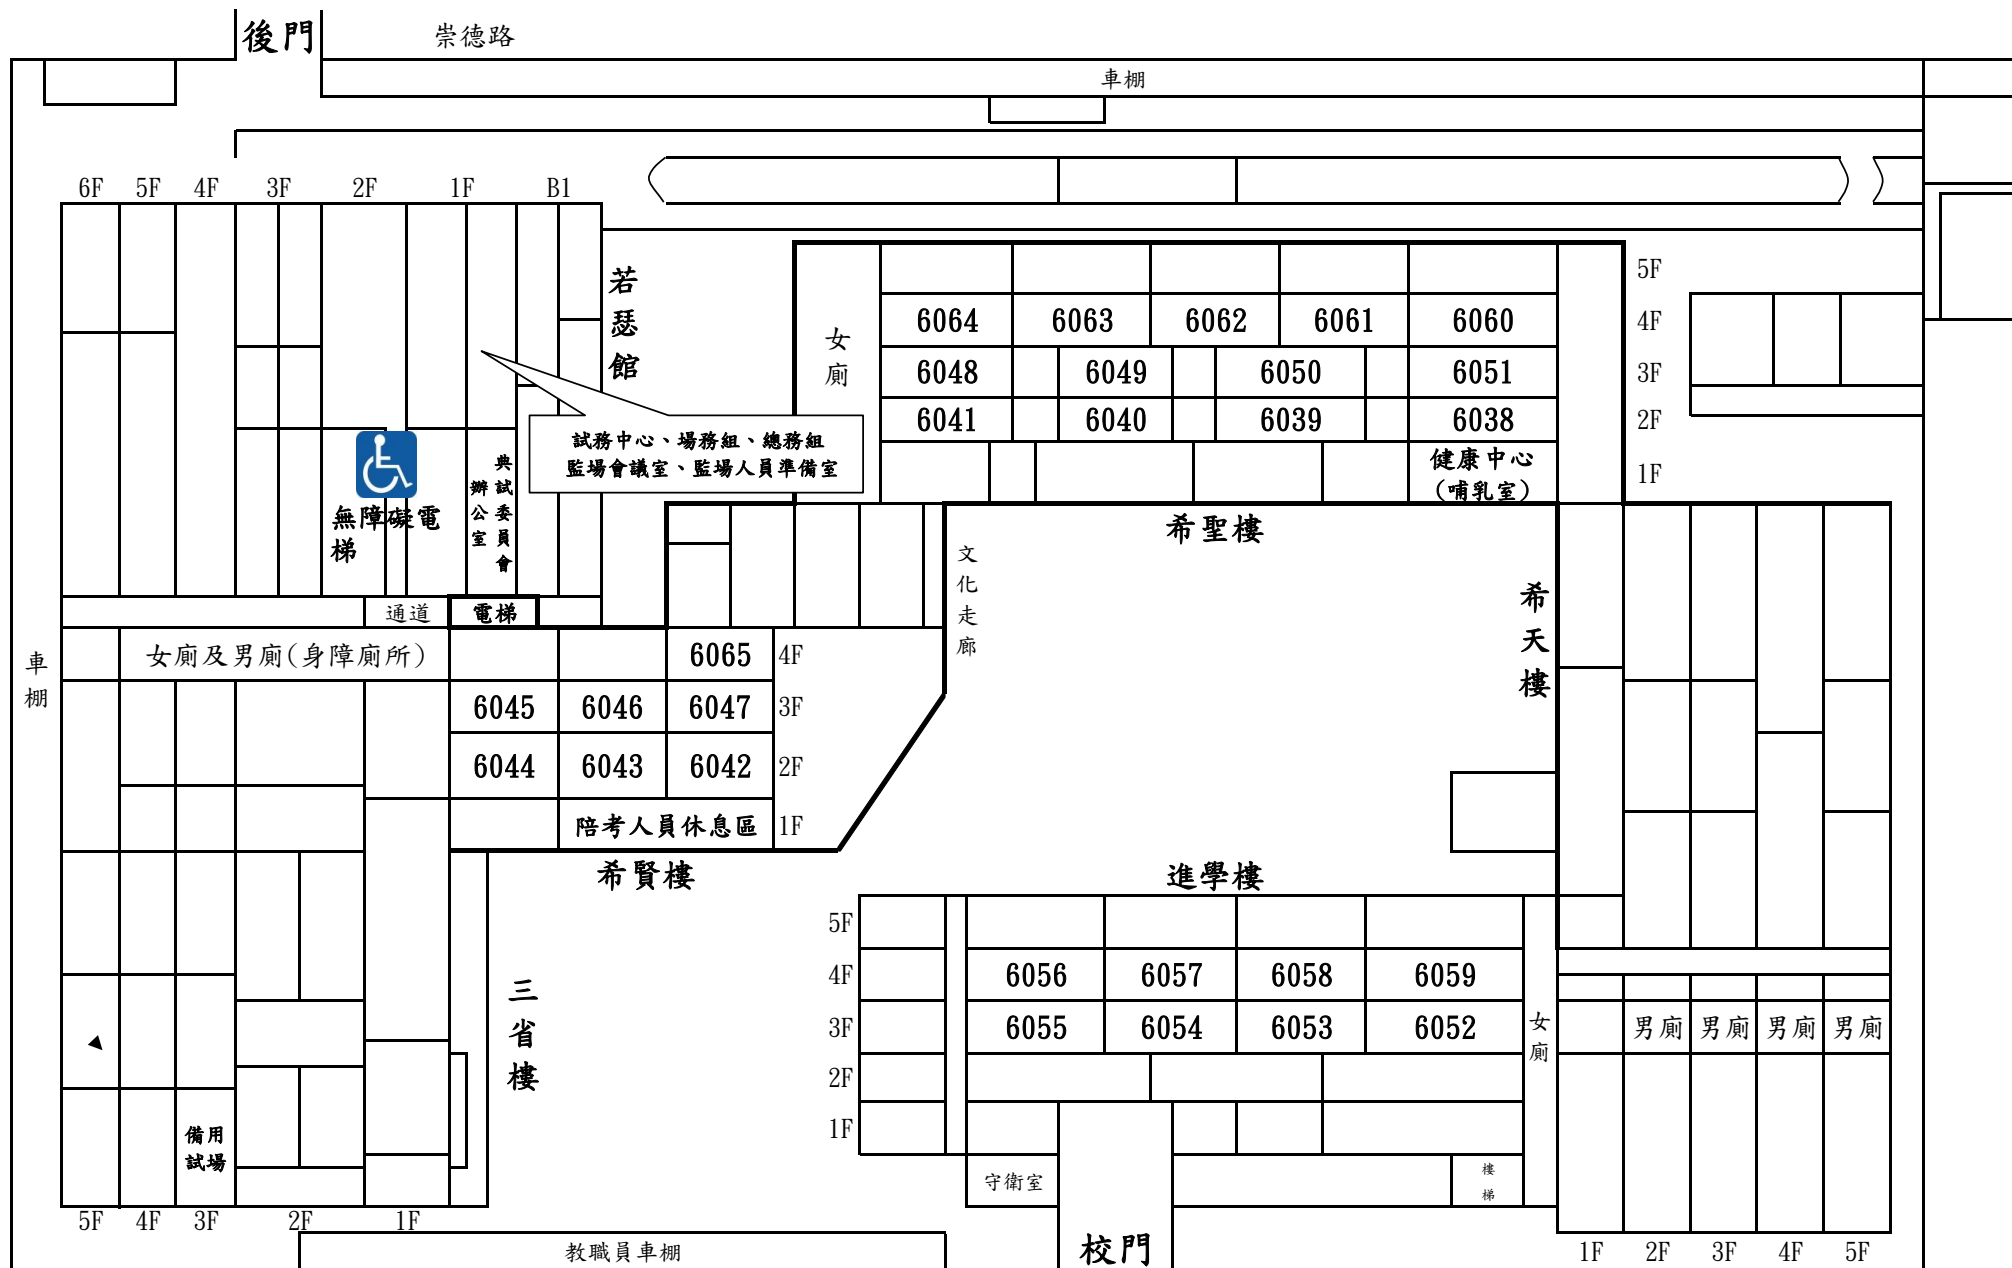 後門
崇德路
車棚
6F 5F 4F 3F 2F 1F B1
若瑟館
女廁
5F
6064 6063 6062 6061 6060 4F
6048 6049 6050 6051 3F
6041 6040 6039 6038 2F
健康中心
(哺乳室)
1F
試務中心、場務組、總務組
監場會議室、監場人員準備室
典試委員會
辦公室
無障礙電
梯
希聖樓
文化走廊
希天樓
通道
電梯
車棚
女廁及男廁(身障廁所)
6065 4F
6045 6046 6047 3F
6044 6043 6042 2F
陪考人員休息區 1F
希賢樓
進學樓
三省樓
5F
4F 6056 6057 6058 6059
3F 6055 6054 6053 6052
2F
1F
女廁
男廁 男廁 男廁 男廁
備用
試場
守衛室
樓梯
5F 4F 3F 2F 1F
教職員車棚
校門
1F 2F 3F 4F 5F